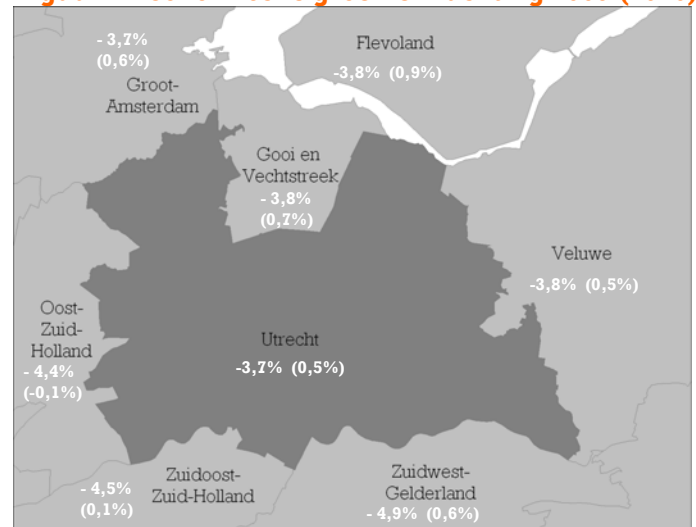 - 3,7%
(0,6%)
Groot-
Amsterdam
Flevoland
-3,8% (0,9%)
Gooi en
Vechtstreek
- 3,8%
(0,7%)
Veluwe
-3,8% (0,5%)
Oost-
Zuid-
Holland
- 4,4%
(-0,1%)
Utrecht
-3,7% (0,5%)
Zuidoost-
Zuid-Holland
- 4,5%
(0,1%)
Zuidwest-
Gelderland
- 4,9% (0,6%)